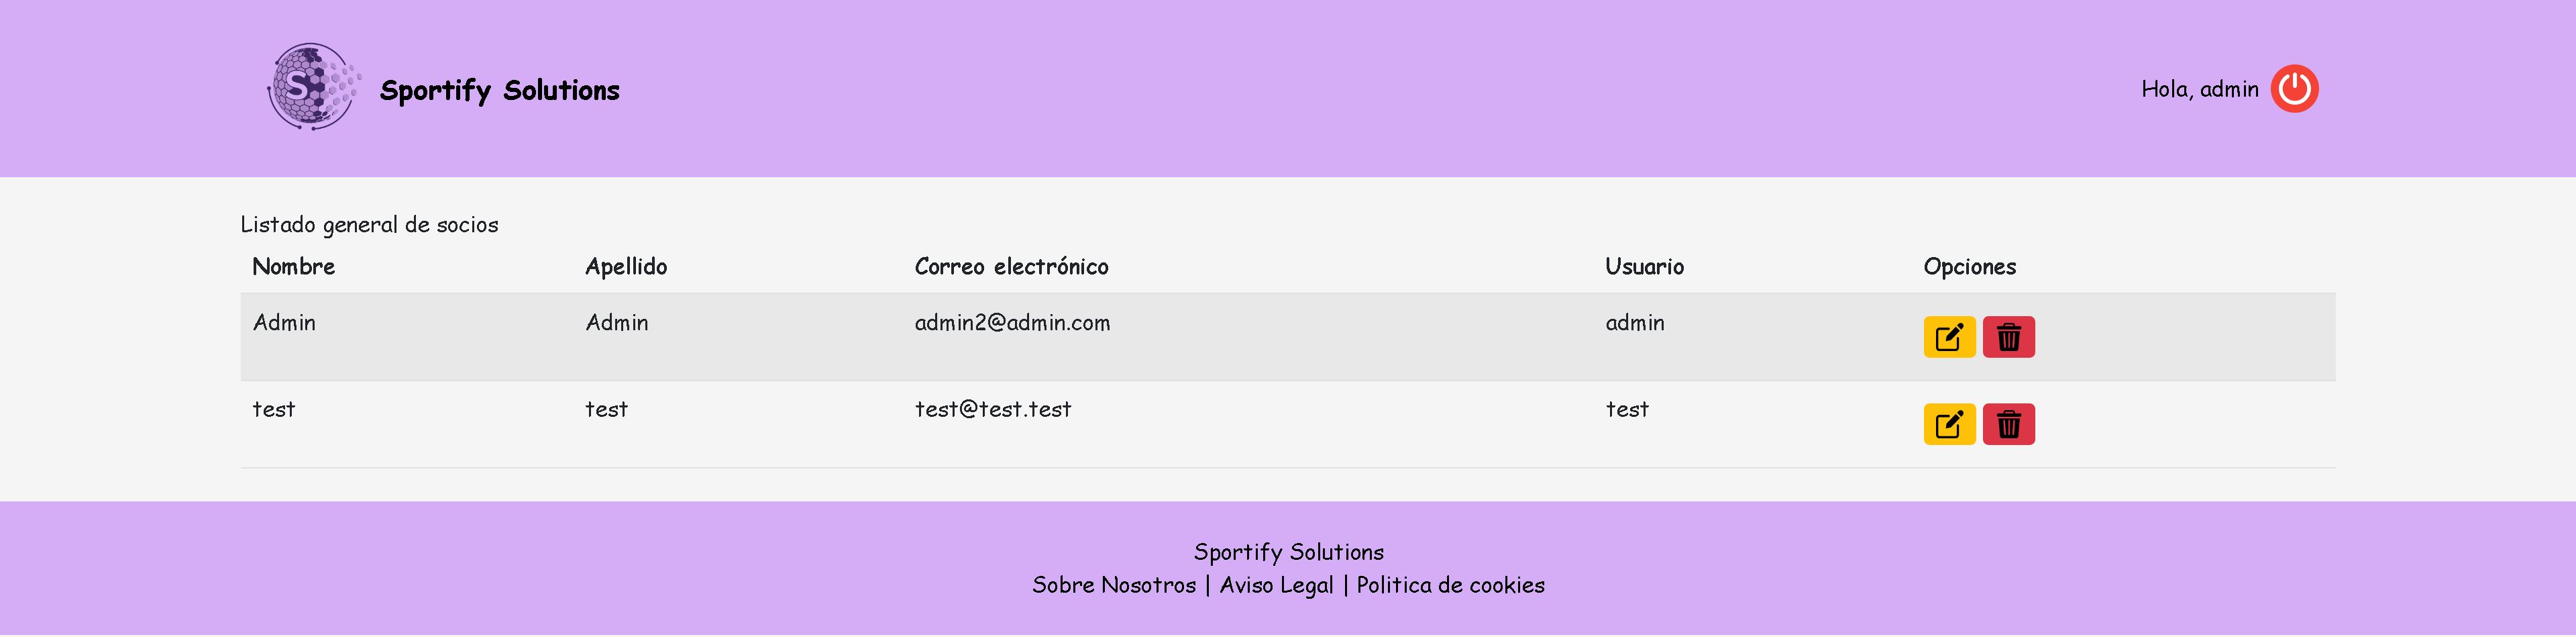 S
Sportify Solutions
Hola, admin
Listado general de socios
Nombre Apellido Correo electrónico Usuario Opciones
Admin Admin admin2@admin.com admin
test test test@test.test test
Sportify Solutions
Sobre Nosotros | Aviso Legal | Politica de cookies